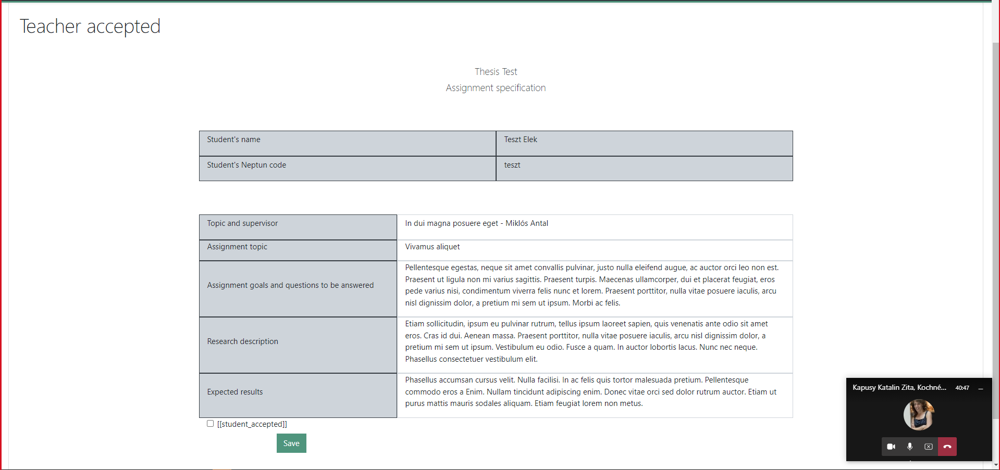 Teacher accepted
Thesis Test
Assignment specification
Student's name
Teszt Elek
Student's Neptun code
teszt
Topic and supervisor
In dui magna posuere eget - Miklós Antal
Assignment topic
Vivamus aliquet
Assignment goals and questions to be answered
Pellentesque egestas, neque sit amet convallis pulvinar, justo nulla eleifend augue, ac auctor orci leo non est.
Praesent ut ligula non mi varius sagittis. Praesent turpis. Maecenas ullamcorper, dui et placerat feugiat, eros
pede varius nisi, condimentum viverra felis nunc et lorem. Praesent porttitor, nulla vitae posuere iaculis, arcu
nisl dignissim dolor, a pretium mi sem ut ipsum. Morbi ac felis.
Research description
Etiam sollicitudin, ipsum eu pulvinar rutrum, tellus ipsum laoreet sapien, quis venenatis ante odio sit amet
eros. Cras id dui. Aenean massa. Praesent porttitor, nulla vitae posuere iaculis, arcu nisl dignissim dolor, a
pretium mi sem ut ipsum. Vestibulum eu odio. Fusce a quam. In auctor lobortis lacus. Nunc nec neque.
Phasellus consectetuer vestibulum elit.
Expected results
Phasellus accumsan cursus velit. Nulla facilisi. In ac felis quis tortor malesuada pretium. Pellentesque
commodo eros a Enim. Nullam tincidunt adipiscing enim. Donec vitae orci sed dolor rutrum auctor. Etiam ut
purus mattis mauris sodales aliquam. Etiam feugiat lorem non metus.
[[student_accepted]]
Save
Kapusy Katalin Zita, Kochné... 40:47